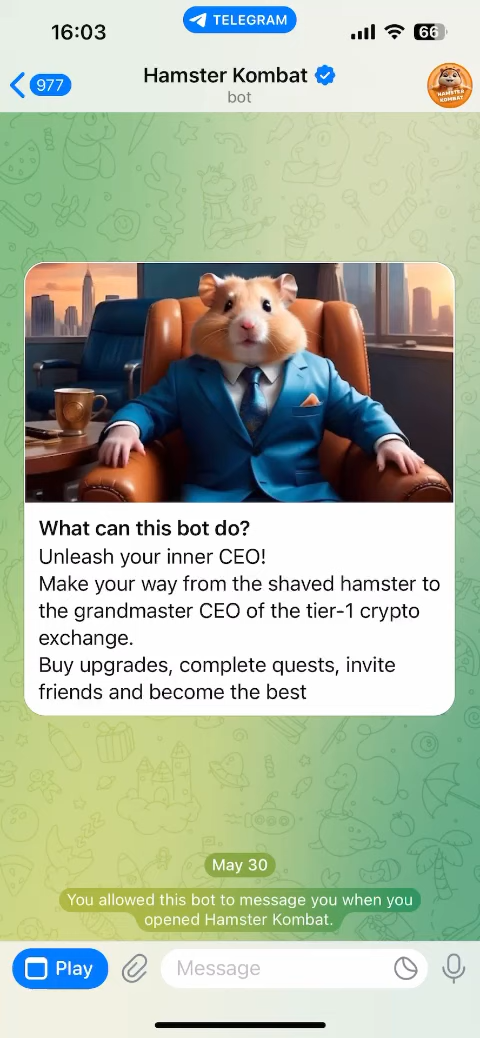 16:03
TELEGRAM
66
977
Hamster Kombat
bot
HAMSTER
KOMBAT
What can this bot do?
Unleash your inner CEO!
Make your way from the shaved hamster to
the grandmaster CEO of the tier-1 crypto
exchange.
Buy upgrades, complete quests, invite
friends and become the best
May 30
You allowed this bot to message you when you
opened Hamster Kombat.
Play
Message